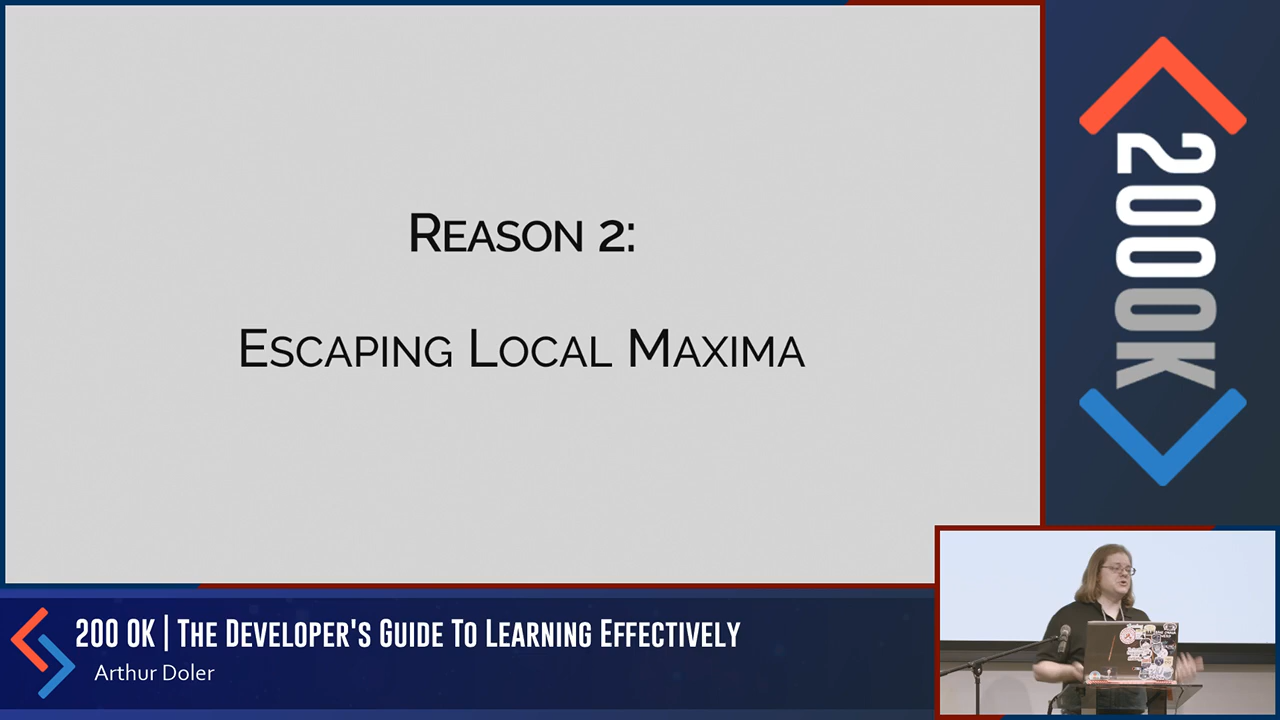 Reason 2:
Escaping Local Maxima
200 OK
200 OK | The Developer's Guide To Learning Effectively
Arthur Doler